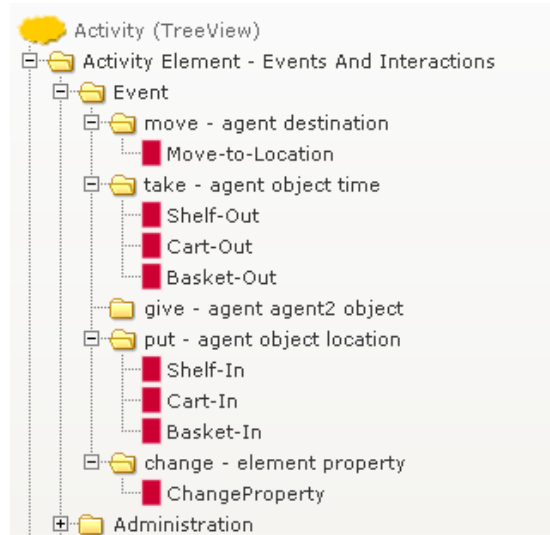 Activity (TreeView)
Activity Element - Events And Interactions
Event
move - agent destination
Move-to-Location
take - agent object time
Shelf-Out
Cart-Out
Basket-Out
give - agent agent2 object
put - agent object location
Shelf-In
Cart-In
Basket-In
change - element property
ChangeProperty
Administration